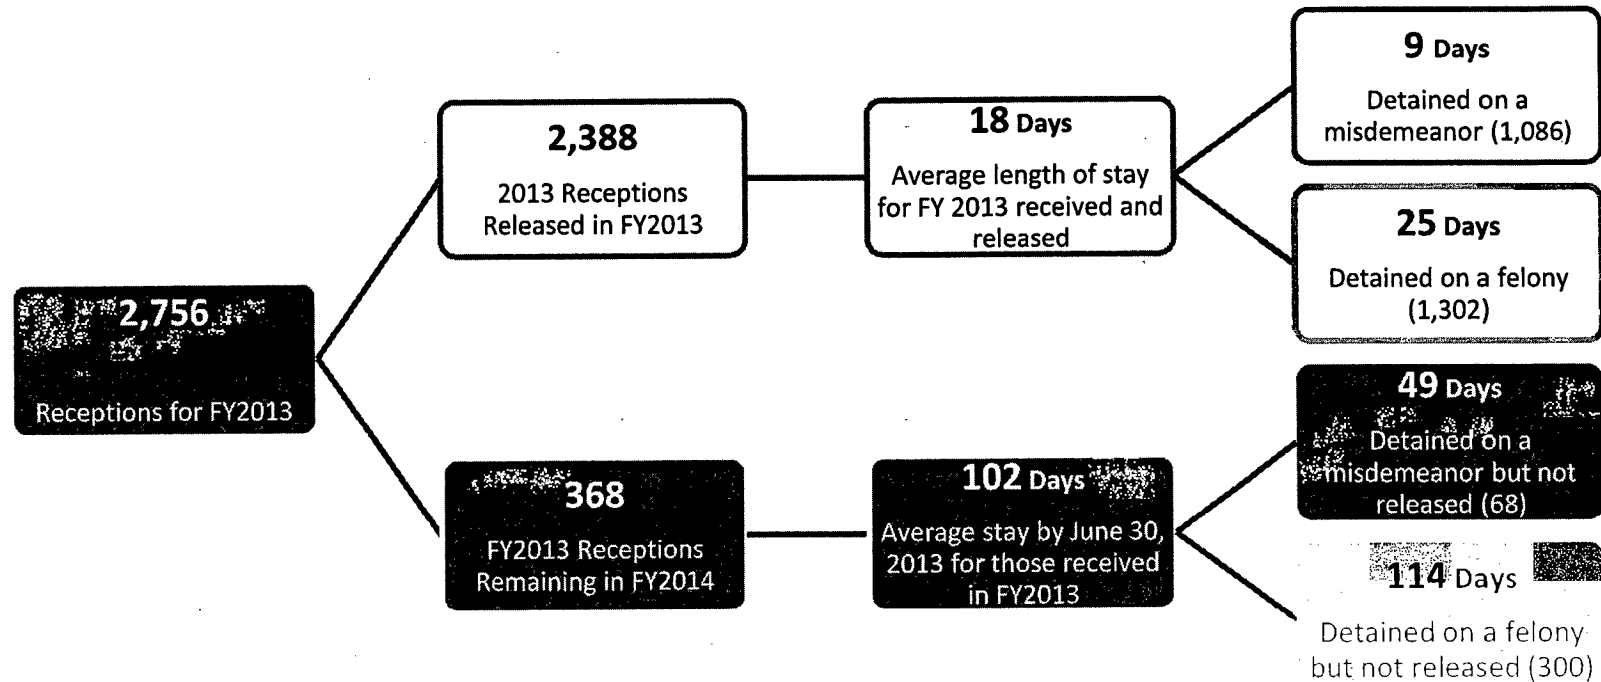 2,756
Receptions for FY2013
2,388
2013 Receptions
Released in FY2013
18 Days
Average length of stay
for FY 2013 received and
released
9 Days
Detained on a
misdemeanor (1,086)
25 Days
Detained on a felony
(1,302)
368
FY2013 Receptions
Remaining in FY2014
102 Days
Average stay by June 30,
2013 for those received
in FY2013
49 Days
Detained on a
misdemeanor but not
released (68)
114 Days
Detained on a felony
but not released (300)